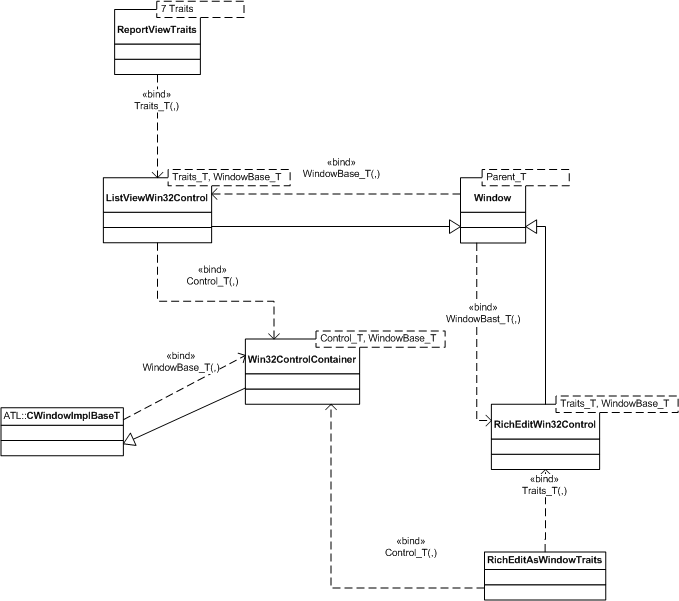 7 Traits
ReportViewTraits
«bind»
Traits_T(,)
Traits_T, WindowBase_T
ListViewWin32Control
«bind»
WindowBase_T(,)
Parent_T
Window
«bind»
Control_T(,)
«bind»
WindowBast_T(,)
Control_T, WindowBase_T
Win32ControlContainer
«bind»
WindowBase_T(,)
ATL::CWindowImplBaseT
Traits_T, WindowBase_T
RichEditWin32Control
«bind»
Traits_T(,)
«bind»
Control_T(,)
RichEditAsWindowTraits